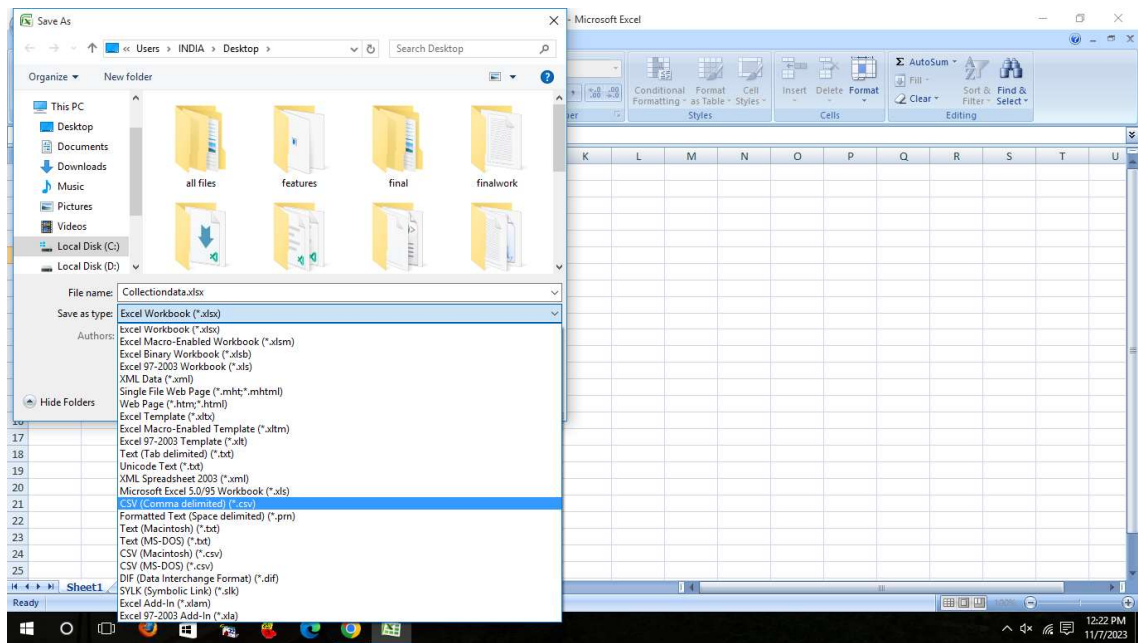 Save As
- Microsoft Excel
« Users › INDIA › Desktop ›
Search Desktop
Organize
New folder
This PC
Desktop
Documents
Downloads
Music
Pictures
Videos
Local Disk (C:)
Local Disk (D:)
all files
features
final
finalwork
File name: Collectiondata.xlsx
Save as type: Excel Workbook (*.xlsx)
Authors:
Excel Workbook (*.xlsx)
Excel Macro-Enabled Workbook (*.xlsm)
Excel Binary Workbook (*.xlsb)
Excel 97-2003 Workbook (*.xls)
XML Data (*.xml)
Single File Web Page (*.mht;*.mhtml)
Web Page (*.htm;*.html)
Excel Template (*.xltx)
Excel Macro-Enabled Template (*.xltm)
Excel 97-2003 Template (*.xlt)
Text (Tab delimited) (*.txt)
Unicode Text (*.txt)
XML Spreadsheet 2003 (*.xml)
Microsoft Excel 5.0/95 Workbook (*.xls)
CSV (Comma delimited) (*.csv)
Formatted Text (Space delimited) (*.prn)
Text (Macintosh) (*.txt)
Text (MS-DOS) (*.txt)
CSV (Macintosh) (*.csv)
CSV (MS-DOS) (*.csv)
DIF (Data Interchange Format) (*.dif)
SYLK (Symbolic Link) (*.slk)
Excel Add-In (*.xlam)
Excel 97-2003 Add-In (*.xla)
Hide Folders
Conditional Formatting
Format as Table
Cell Styles
Styles
Insert
Delete
Format
Cells
Σ AutoSum
Fill
Clear
Sort & Filter
Find & Select
Editing
K L M N O P Q R S T U
17
18
19
20
21
22
23
24
25
Sheet1
Ready
100%
12:22 PM
11/7/2023